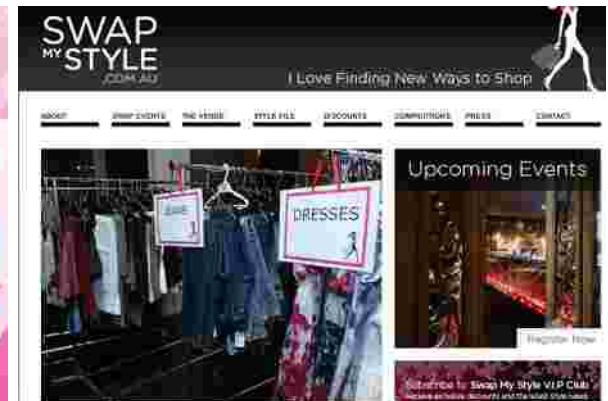 SWAP
MY STYLE
.COM.AU
I Love Finding New Ways to Shop
ABOUT SWAP EVENTS THE VENUE STYLE FILE DISCOUNTS COMPETITIONS PRESS CONTACT
DRESSES
Upcoming Events
Register Now
Subscribe to Swap My Style V.I.P Club